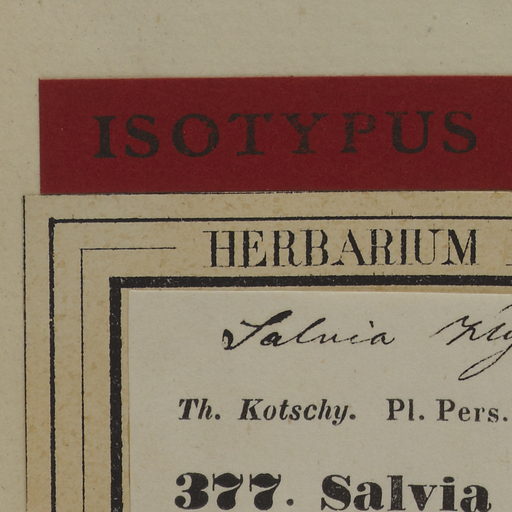 ISOTYPUS
HERBARIUM
Salvia
Th. Kotschy. Pl. Pers.
377. Salvia